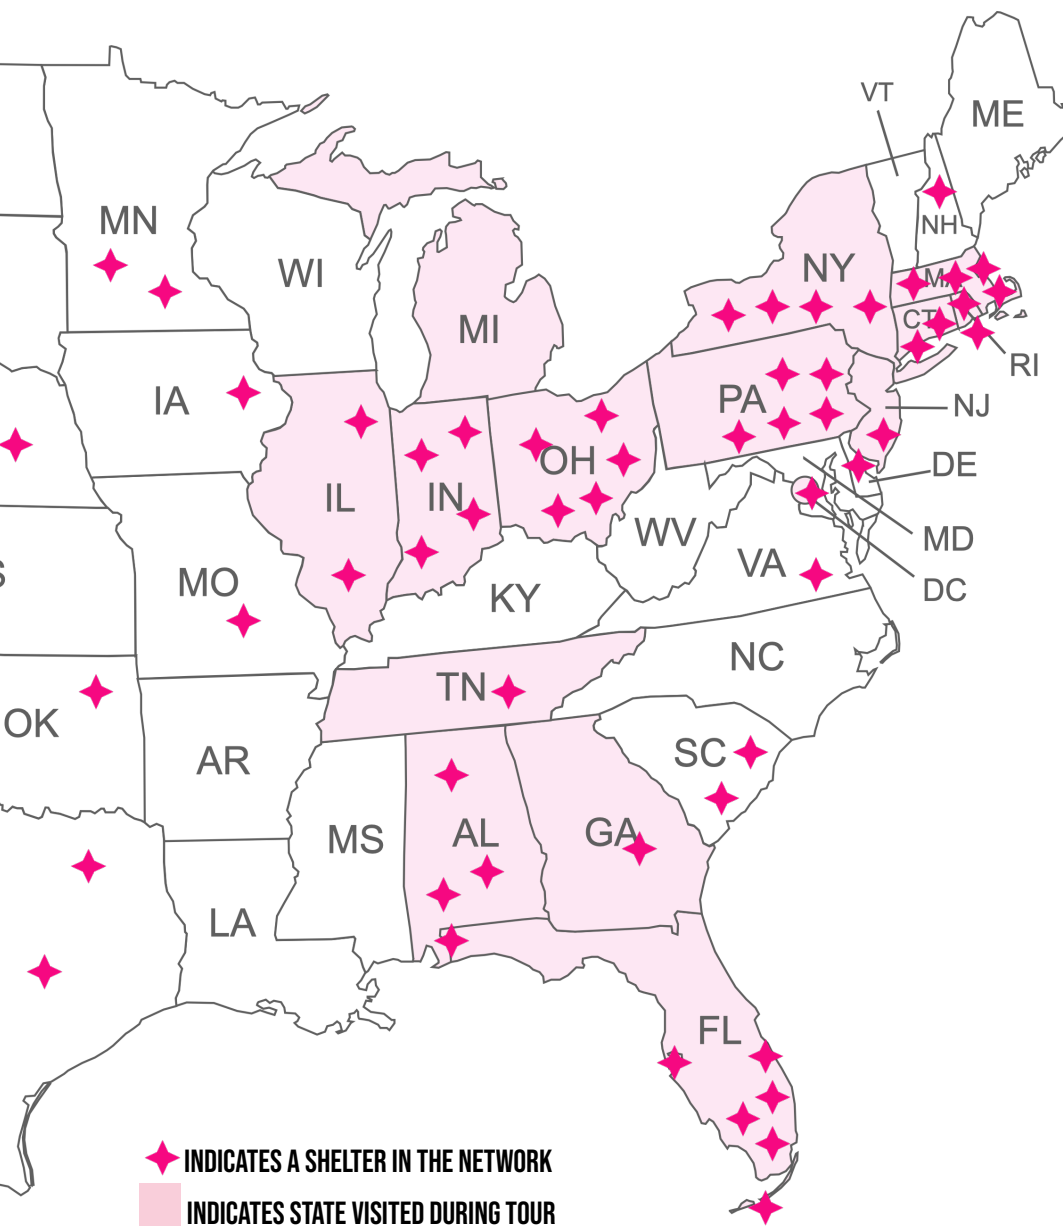 VT
ME
MN
NH
WI
NY
MA
MI
CT
RI
IA
PA
NJ
OH
DE
IL
IN
WV
MD
VA
S
MO
DC
KY
NC
TN
OK
SC
AR
MS
AL
GA
LA
FL
INDICATES A SHELTER IN THE NETWORK
INDICATES STATE VISITED DURING TOUR